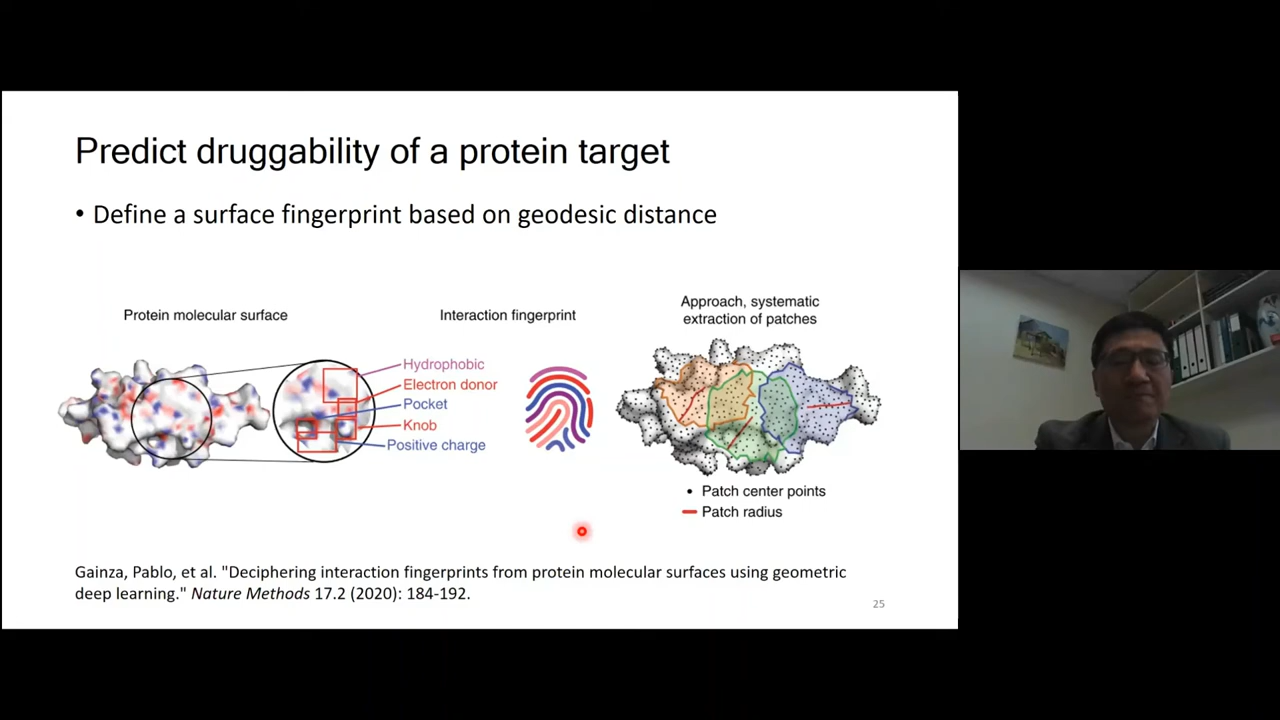 Predict druggability of a protein target
• Define a surface fingerprint based on geodesic distance
Protein molecular surface
Interaction fingerprint
Approach, systematic
extraction of patches
Hydrophobic
Electron donor
Pocket
Knob
Positive charge
Patch center points
Patch radius
Gainza, Pablo, et al. "Deciphering interaction fingerprints from protein molecular surfaces using geometric
deep learning." Nature Methods 17.2 (2020): 184-192.
25